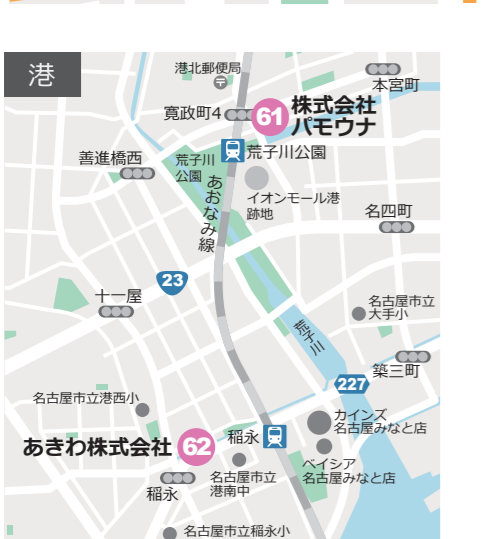 港
港北郵便局
本宮町
寛政町4
61
株式会社
パモウナ
善進橋西
荒子川
公園
荒子川公園
あおなみ線
イオンモール港
跡地
名四町
23
十一屋
名古屋市立
大手小
荒子川
築三町
227
名古屋市立港西小
カインズ
名古屋みなと店
あきわ株式会社
62
稲永
ベイシア
名古屋みなと店
稲永
名古屋市立
港南中
名古屋市立稲永小